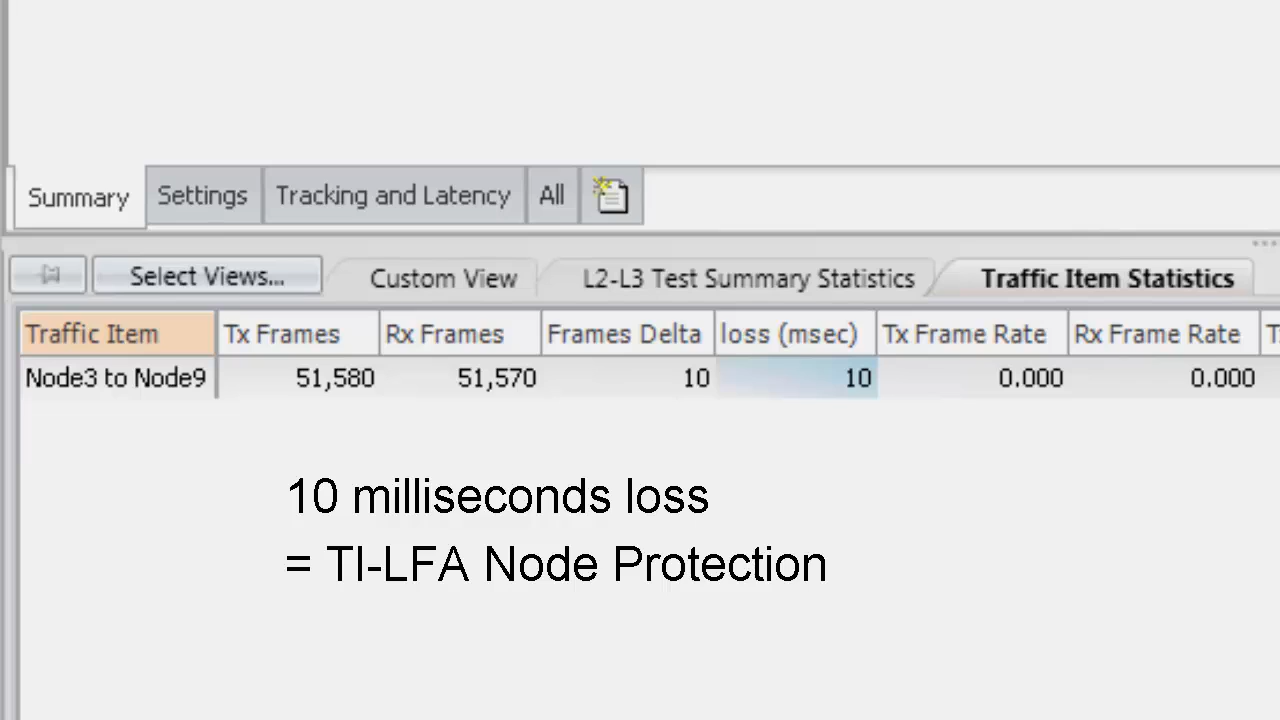 Summary Settings Tracking and Latency All
Select Views... Custom View L2-L3 Test Summary Statistics Traffic Item Statistics
Traffic Item Tx Frames Rx Frames Frames Delta loss (msec) Tx Frame Rate Rx Frame Rate T
Node3 to Node9 51,580 51,570 10 10 0.000 0.000
10 milliseconds loss
= TI-LFA Node Protection